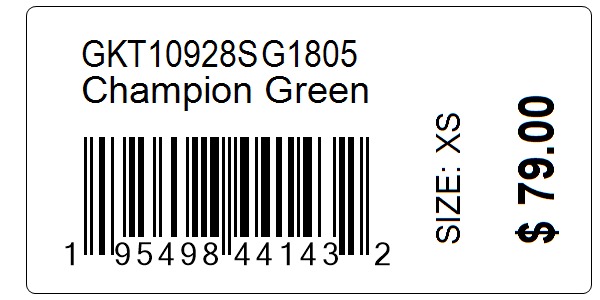 GKT10928SG1805
Champion Green
1 95498 44143 2
SIZE: XS
$ 79.00